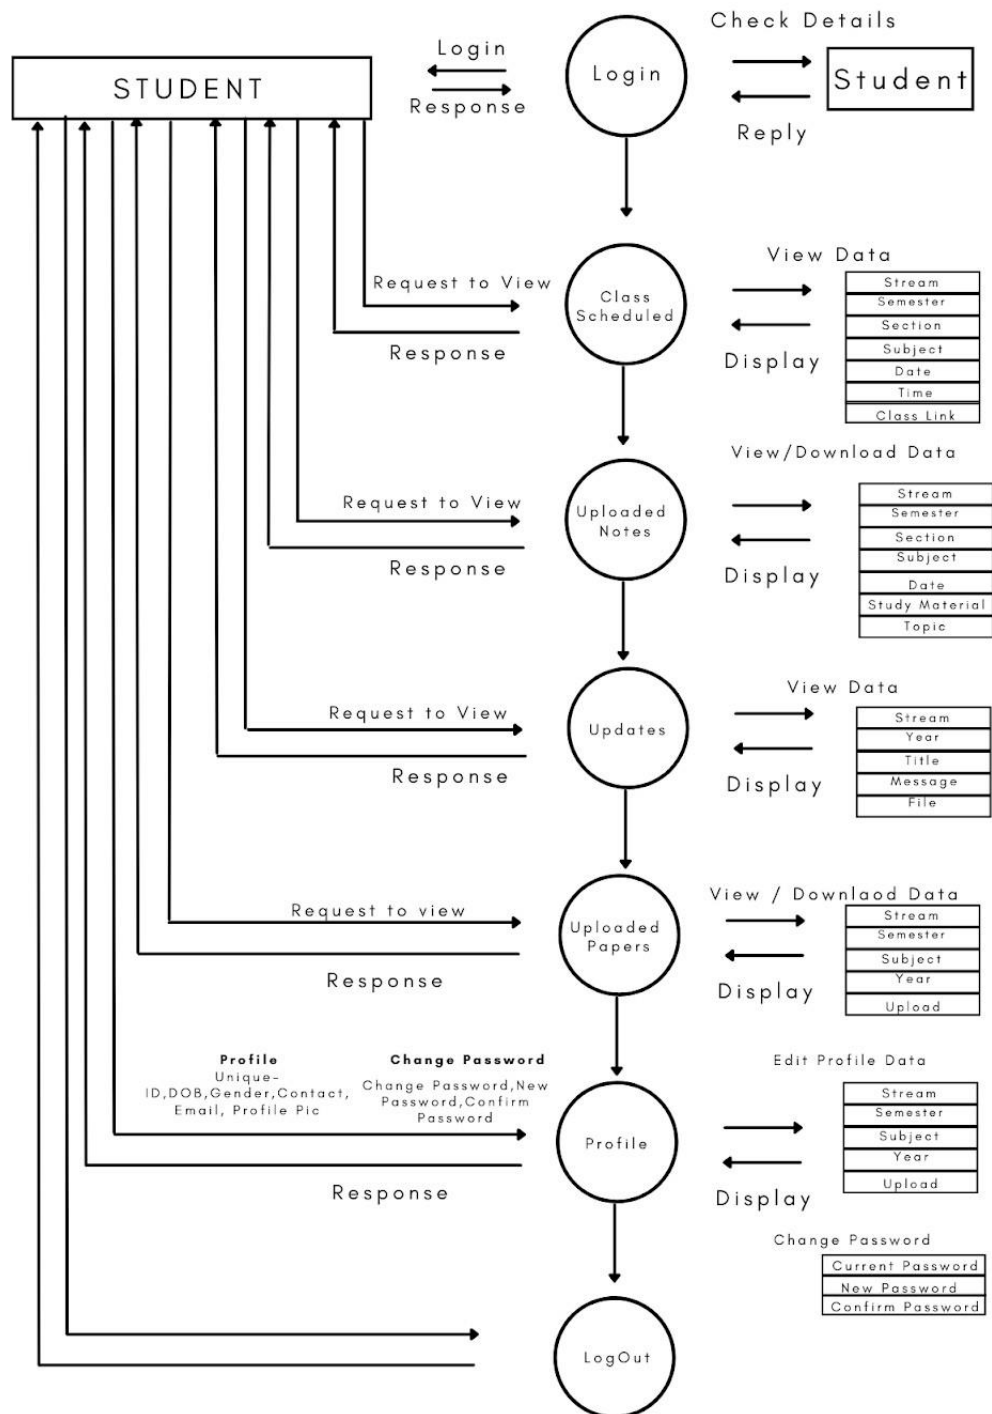 Check Details
Login
STUDENT
Login
Student
Response
Reply
View Data
Request to View
Class
Scheduled
Stream
Semester
Section
Subject
Date
Time
Class Link
Response
Display
View/Download Data
Request to View
Uploaded
Notes
Stream
Semester
Section
Subject
Date
Study Material
Topic
Response
Display
View Data
Request to View
Updates
Stream
Year
Title
Message
File
Response
Display
View / Downlaod Data
Request to view
Uploaded
Papers
Stream
Semester
Subject
Year
Upload
Response
Display
Profile
Unique-
ID,DOB,Gender,Contact,
Email, Profile Pic
Change Password
Change Password,New
Password,Confirm
Password
Edit Profile Data
Profile
Stream
Semester
Subject
Year
Upload
Response
Display
Change Password
Current Password
New Password
Confirm Password
LogOut